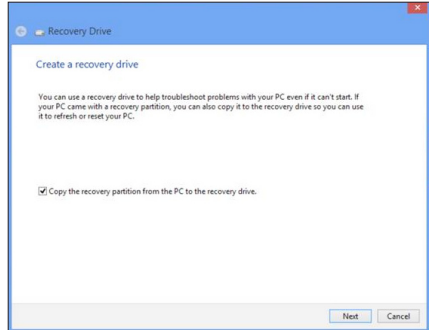 Recovery Drive
Create a recovery drive
You can use a recovery drive to help troubleshoot problems with your PC even if it can't start. If
your PC came with a recovery partition, you can also copy it to the recovery drive so you can use
it to refresh or reset your PC.
Copy the recovery partition from the PC to the recovery drive.
Next Cancel